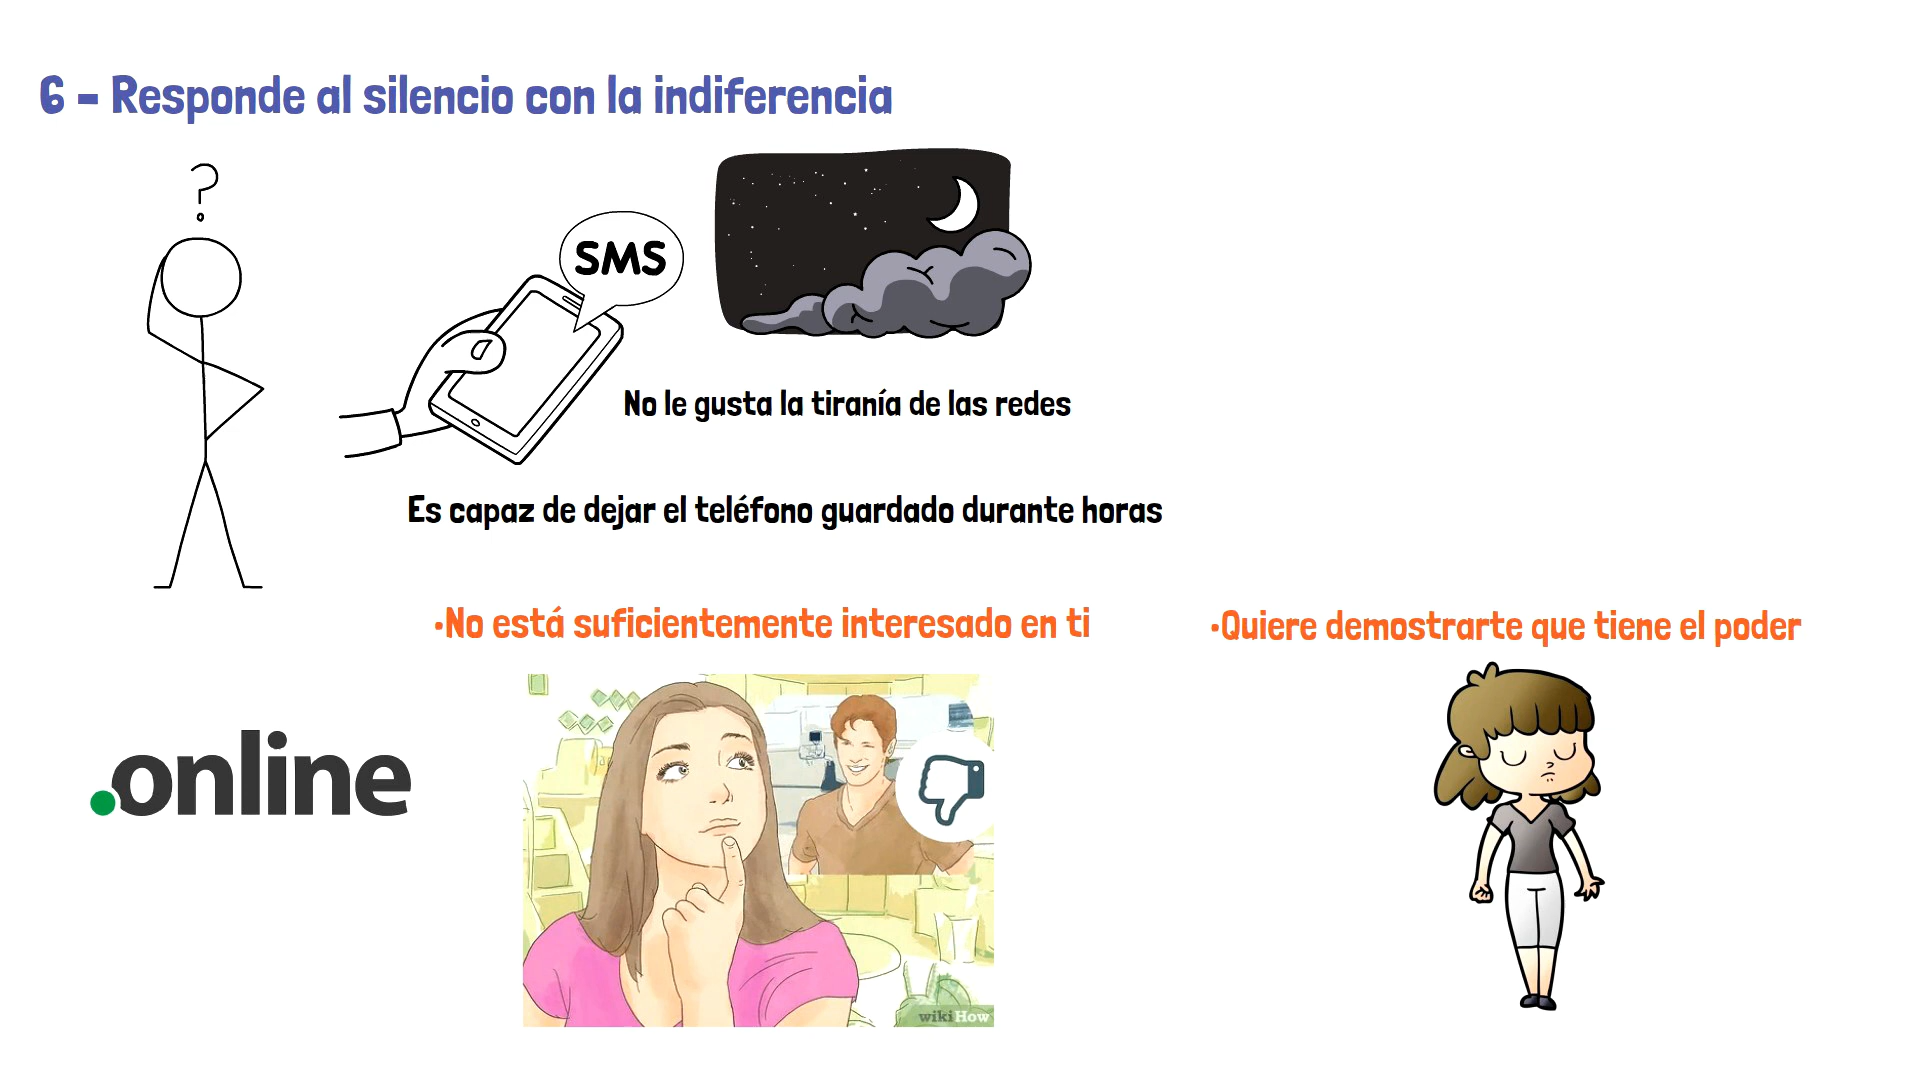 6 - Responde al silencio con la indiferencia
?
SMS
No le gusta la tiranía de las redes
Es capaz de dejar el teléfono guardado durante horas
·No está suficientemente interesado en ti
·Quiere demostrarte que tiene el poder
.online
wikiHow